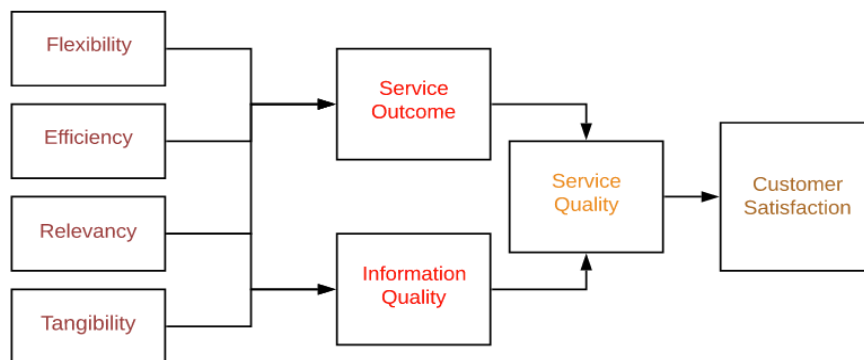 Flexibility
Efficiency
Relevancy
Tangibility
Service
Outcome
Information
Quality
Service
Quality
Customer
Satisfaction